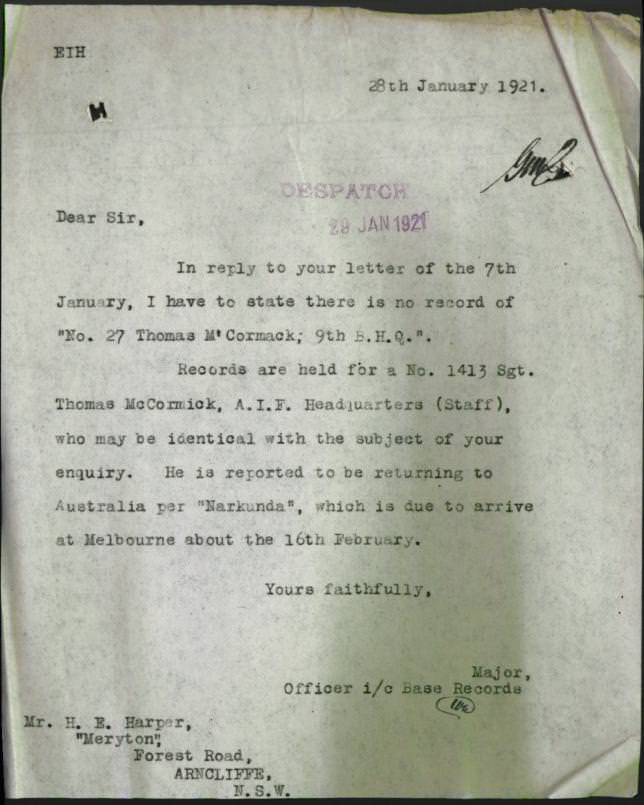 EIH
28th January 1921.
DESPATCH
29 JAN 1921
Dear Sir,
In reply to your letter of the 7th
January, I have to state there is no record of
"No. 27 Thomas M'Cormack; 9th B.H.Q.".
Records are held for a No. 1413 Sgt.
Thomas McCormick, A.I.F. Headquarters (Staff),
who may be identical with the subject of your
enquiry. He is reported to be returning to
Australia per "Narkunda", which is due to arrive
at Melbourne about the 16th February.
Yours faithfully,
Major,
Officer i/c Base Records
Mr. H. E. Harper,
"Meryton",
Forest Road,
ARNCLIFFE,
N.S.W.